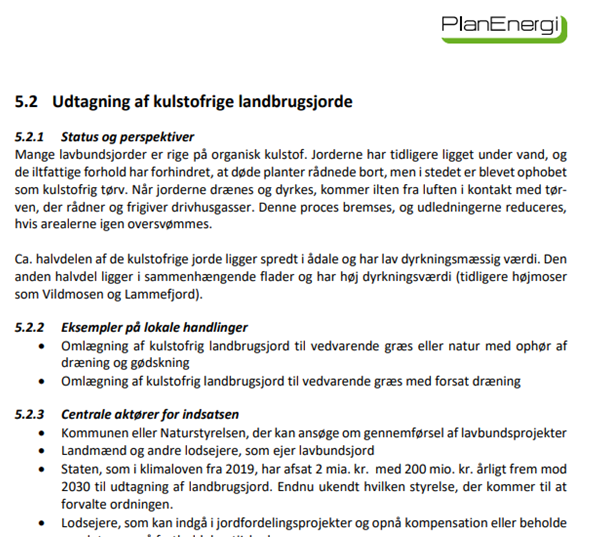 PlanEnergi
5.2 Udtagning af kulstofrige landbrugsjorde
5.2.1 Status og perspektiver
Mange lavbundsjorder er rige på organisk kulstof. Jorderne har tidligere ligget under vand, og
de iltfattige forhold har forhindret, at døde planter rådnede bort, men i stedet er blevet ophobet
som kulstofrig tørv. Når jorderne drænes og dyrkes, kommer ilten fra luften i kontakt med tør-
ven, der rådner og frigiver drivhusgasser. Denne proces bremses, og udledningerne reduceres,
hvis arealerne igen oversvømmes.
Ca. halvdelen af de kulstofrige jorde ligger spredt i ådale og har lav dyrkningsmæssig værdi. Den
anden halvdel ligger i sammenhængende flader og har høj dyrkningsværdi (tidligere højmoser
som Vildmosen og Lammefjord).
5.2.2 Eksempler på lokale handlinger
• Omlægning af kulstofrig landbrugsjord til vedvarende græs eller natur med ophør af
dræning og gødskning
• Omlægning af kulstofrig landbrugsjord til vedvarende græs med forsat dræning
5.2.3 Centrale aktører for indsatsen
• Kommunen eller Naturstyrelsen, der kan ansøge om gennemførsel af lavbundsprojekter
• Landmænd og andre lodsejere, som ejer lavbundsjord
• Staten, som i klimaloven fra 2019, har afsat 2 mia. kr. med 200 mio. kr. årligt frem mod
2030 til udtagning af landbrugsjord. Endnu ukendt hvilken styrelse, der kommer til at
forvalte ordningen.
• Lodsejere, som kan indgå i jordfordelingsprojekter og opnå kompensation eller beholde